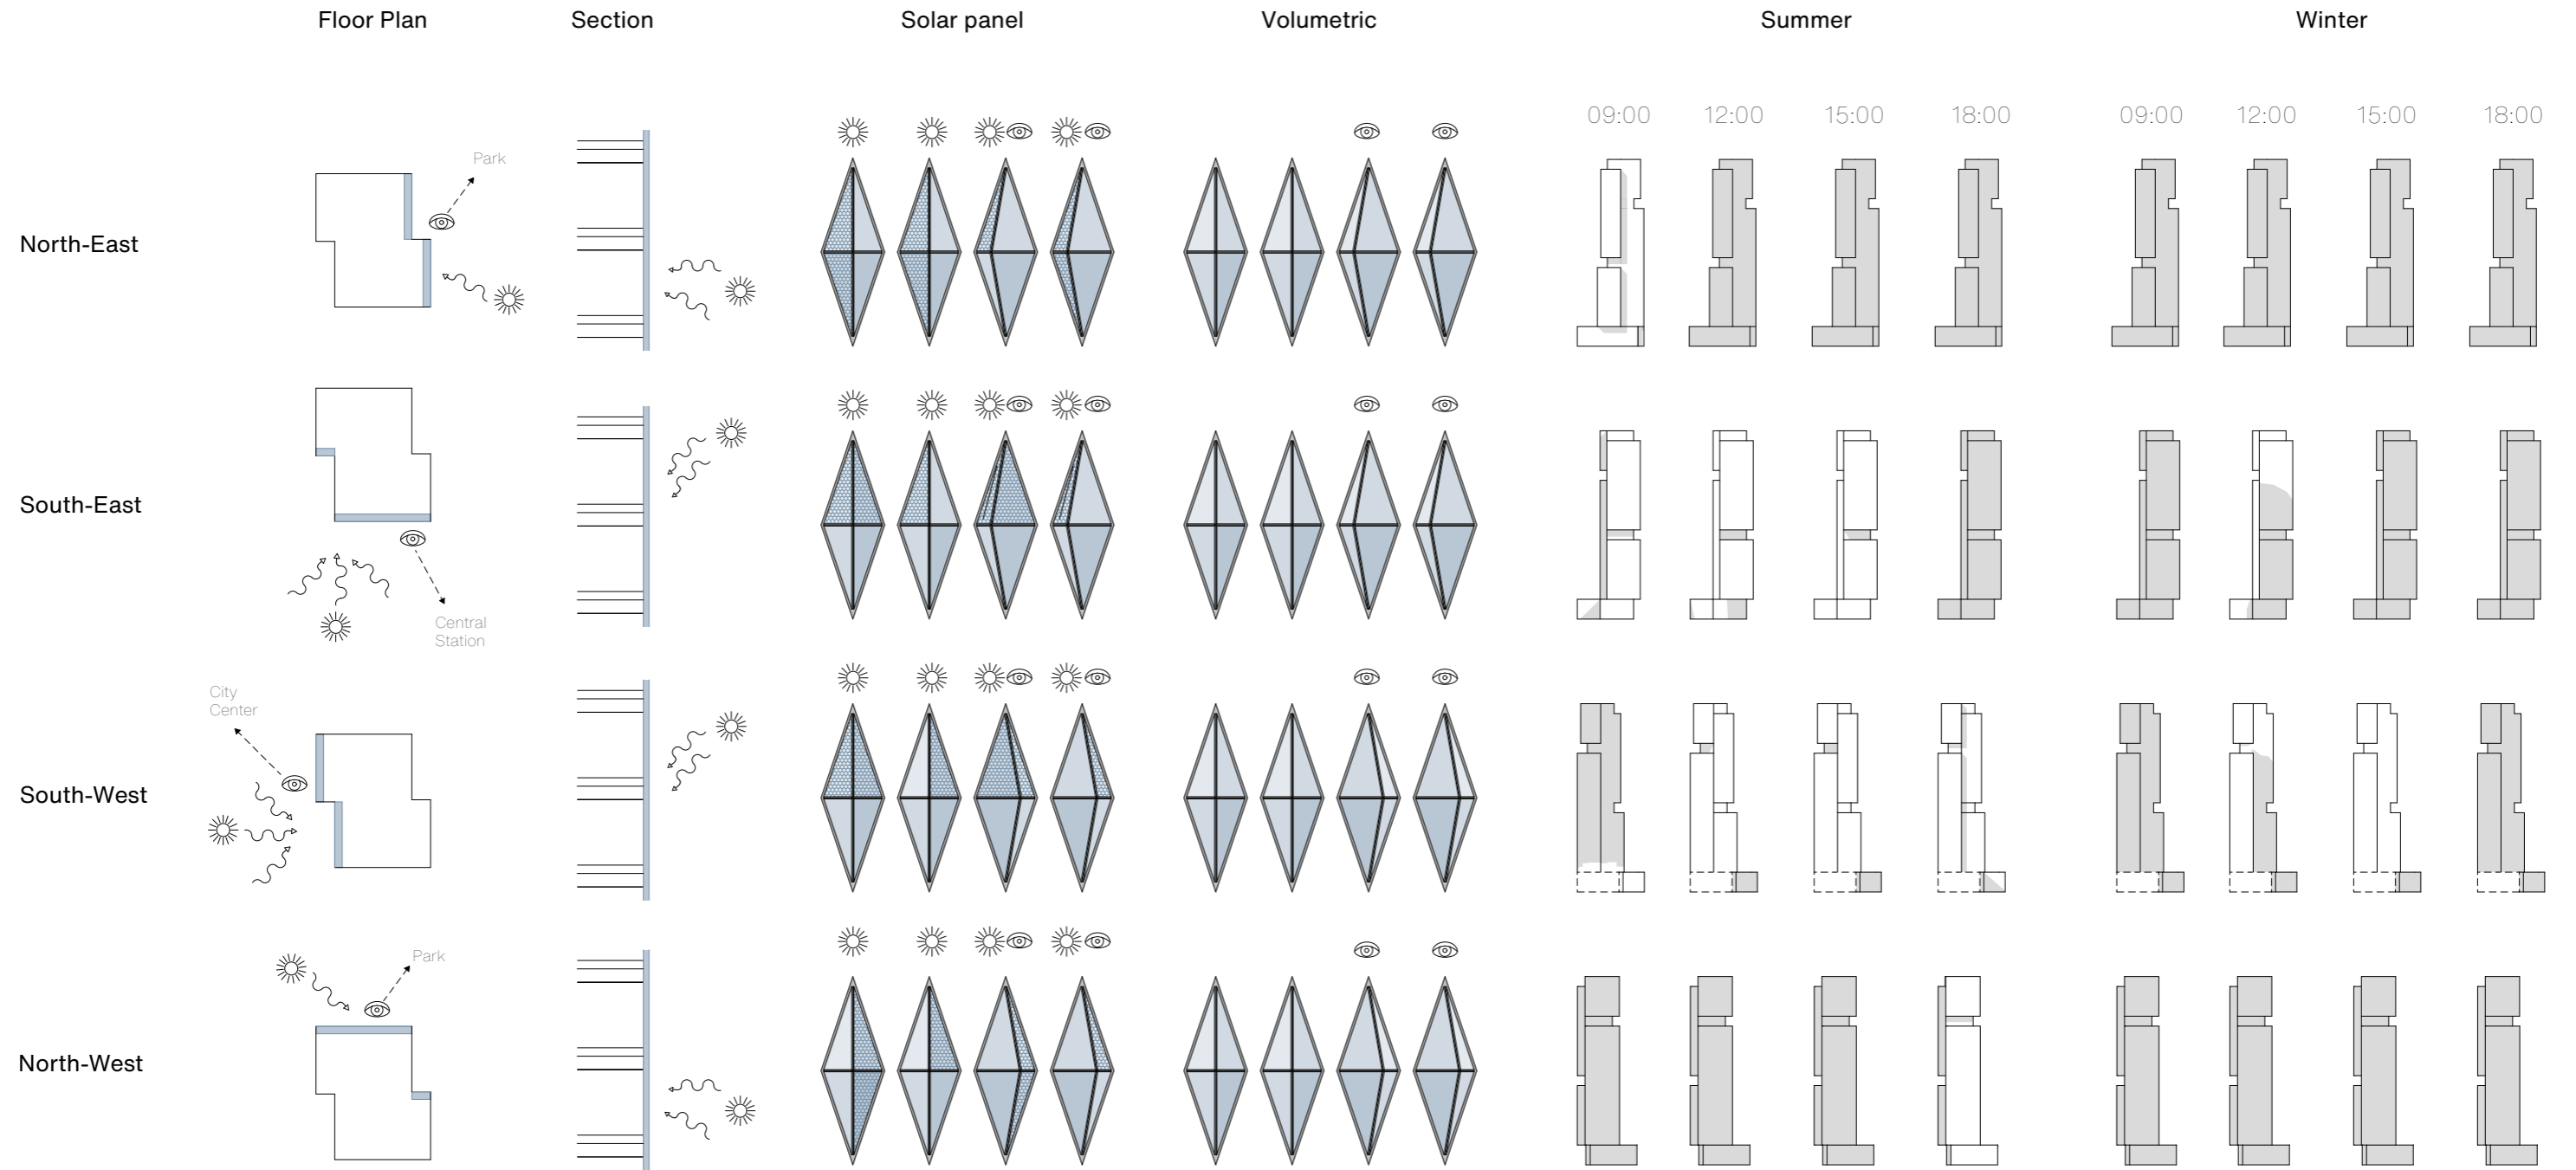 Floor Plan Section Solar panel Volumetric Summer Winter
09:00 12:00 15:00 18:00 09:00 12:00 15:00 18:00
Park
North-East
South-East
Central
Station
City
Center
South-West
Park
North-West